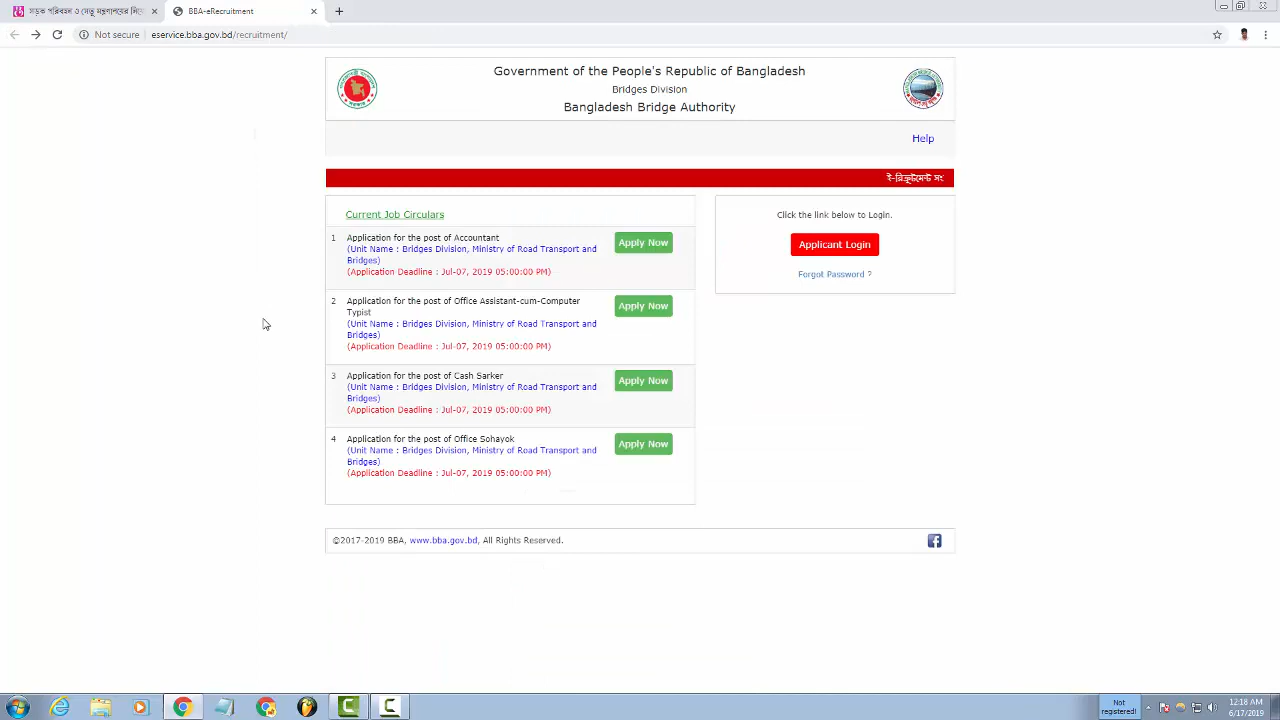 সড়ক পরিবহন ও সেতু মন্ত্রণালয়ের নিয়ো
BBA-eRecruitment
Not secure
eservice.bba.gov.bd/recruitment/
Government of the People's Republic of Bangladesh
Bridges Division
Bangladesh Bridge Authority
Help
ই-রিক্রুটমেন্ট সং
Current Job Circulars
1 Application for the post of Accountant
(Unit Name : Bridges Division, Ministry of Road Transport and
Bridges)
(Application Deadline : Jul-07, 2019 05:00:00 PM)
Apply Now
2 Application for the post of Office Assistant-cum-Computer
Typist
(Unit Name : Bridges Division, Ministry of Road Transport and
Bridges)
(Application Deadline : Jul-07, 2019 05:00:00 PM)
Apply Now
3 Application for the post of Cash Sarker
(Unit Name : Bridges Division, Ministry of Road Transport and
Bridges)
(Application Deadline : Jul-07, 2019 05:00:00 PM)
Apply Now
4 Application for the post of Office Sohayok
(Unit Name : Bridges Division, Ministry of Road Transport and
Bridges)
(Application Deadline : Jul-07, 2019 05:00:00 PM)
Apply Now
Click the link below to Login.
Applicant Login
Forgot Password ?
©2017-2019 BBA, www.bba.gov.bd, All Rights Reserved.
Not
registered!
12:18 AM
6/17/2019